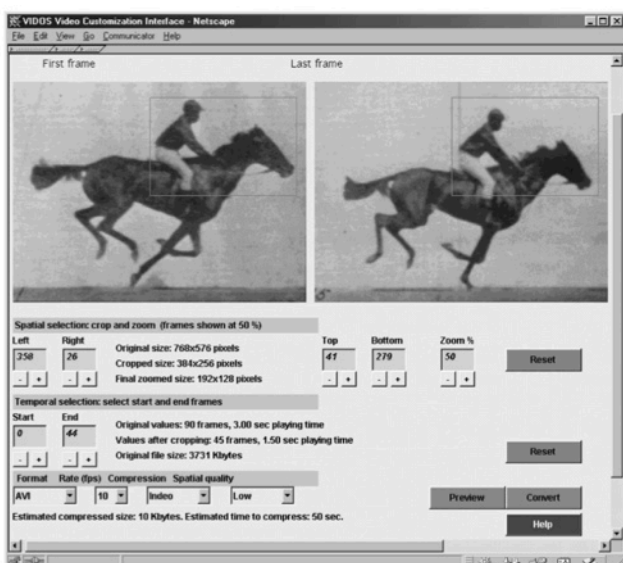 VIDOS Video Customization Interface - Netscape
File Edit View Go Communicator Help
First frame Last frame
Spatial selection: crop and zoom (frames shown at 50 %)
Left Right Top Bottom Zoom %
350 26 Original size: 768x576 pixels 41 279 50 Reset
Cropped size: 384x256 pixels
- + - + Final zoomed size: 192x128 pixels - + - + - +
Temporal selection: select start and end frames
Start End
0 44 Original values: 90 frames, 3.00 sec playing time
Values after cropping: 45 frames, 1.50 sec playing time
- + - + Original file size: 3731 Kbytes Reset
Format Rate (fps) Compression Spatial quality
AVI 10 Indeo Low Preview Convert
Estimated compressed size: 10 Kbytes. Estimated time to compress: 50 sec.
Help